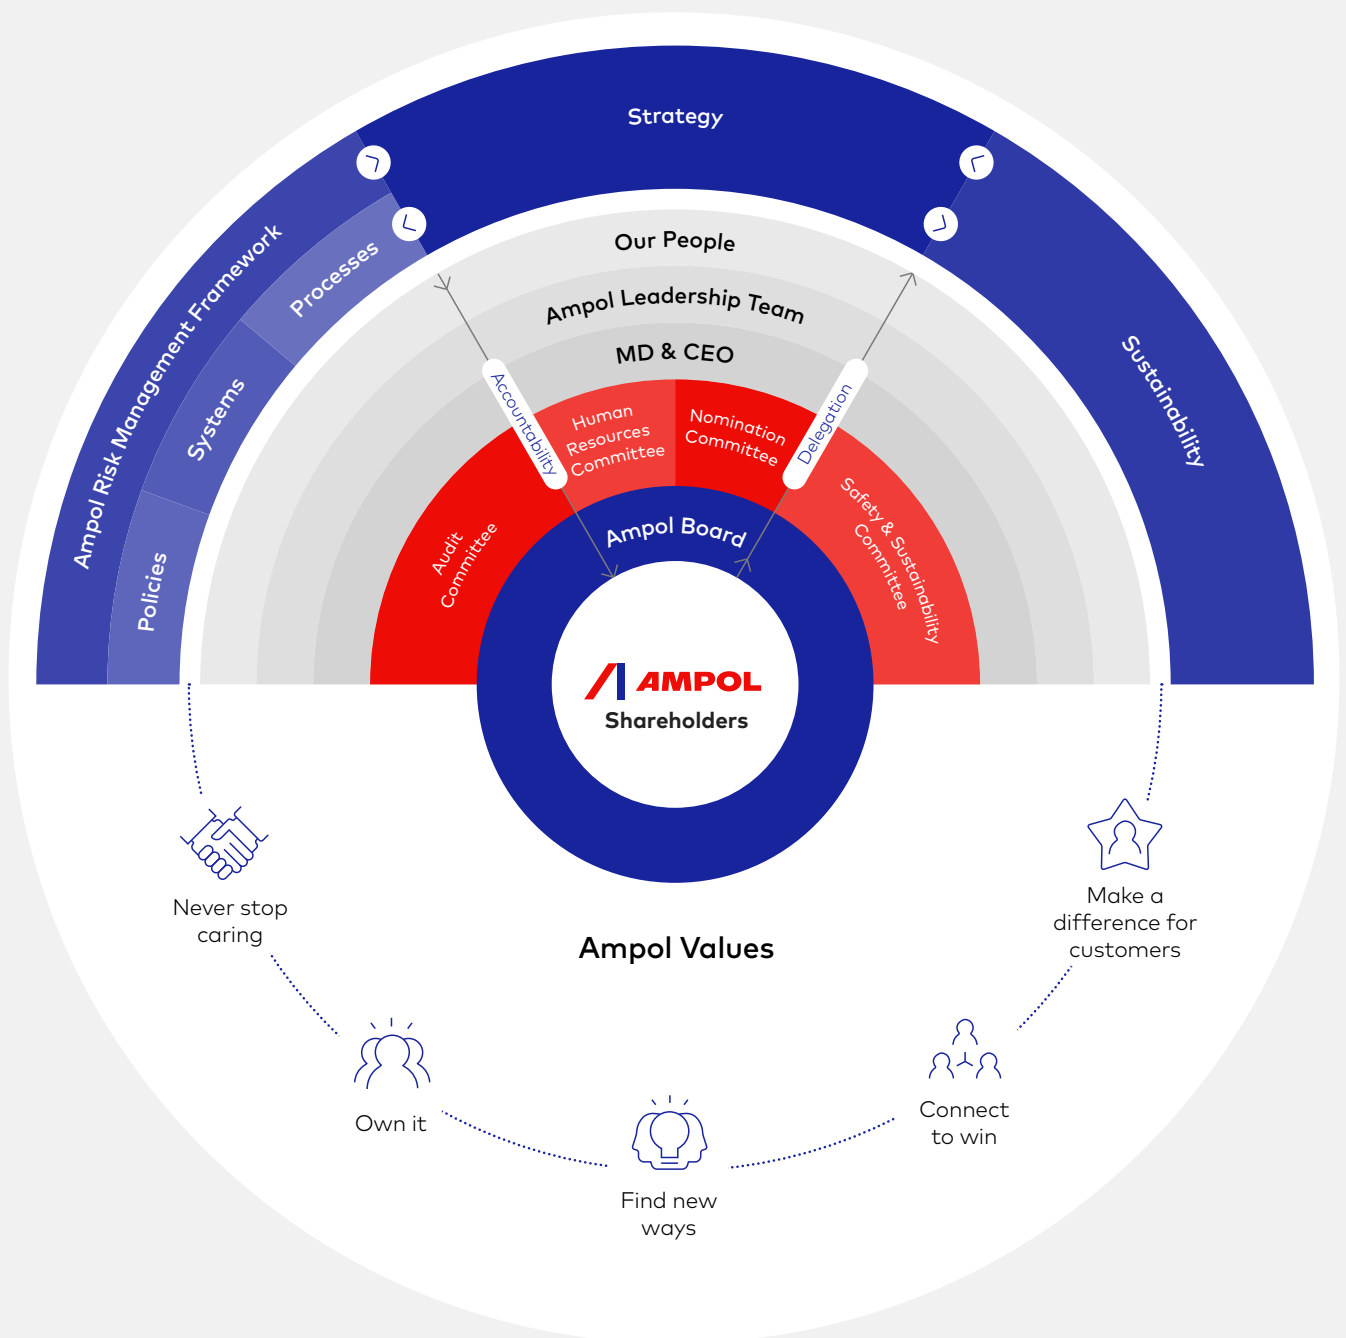 Strategy
Ampol Risk Management Framework
Processes
Systems
Policies
Sustainability
Our People
Ampol Leadership Team
MD & CEO
Accountability
Delegation
Human
Resources
Committee
Nomination
Committee
Audit
Committee
Safety & Sustainability
Committee
Ampol Board
AMPOL
Shareholders
Ampol Values
Never stop
caring
Own it
Find new
ways
Connect
to win
Make a
difference for
customers